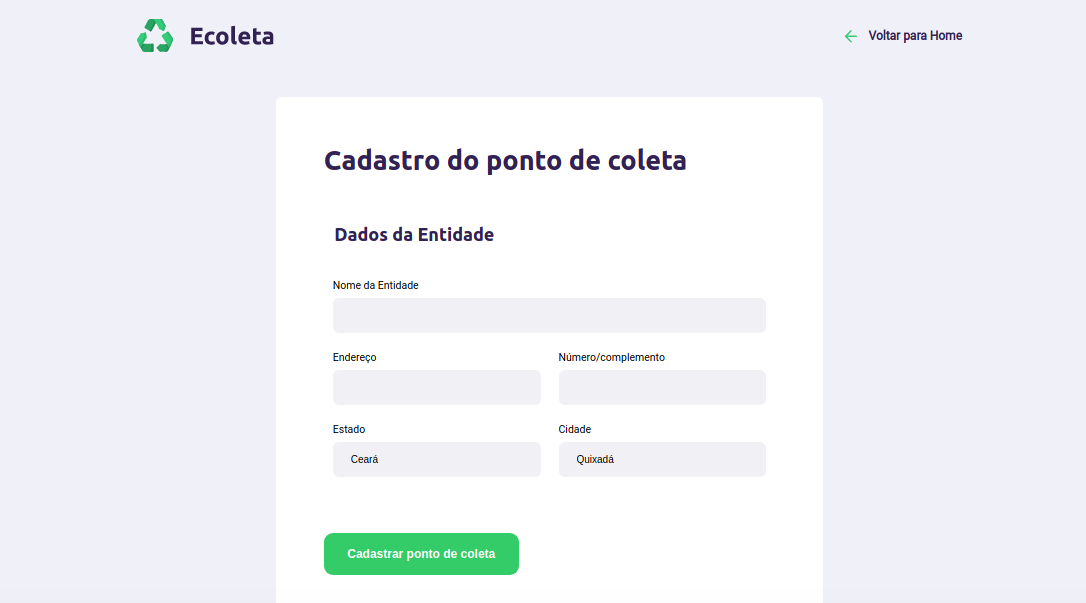 Ecoleta
Voltar para Home
Cadastro do ponto de coleta
Dados da Entidade
Nome da Entidade
Endereço
Número/complemento
Estado
Cidade
Ceará
Quixadá
Cadastrar ponto de coleta